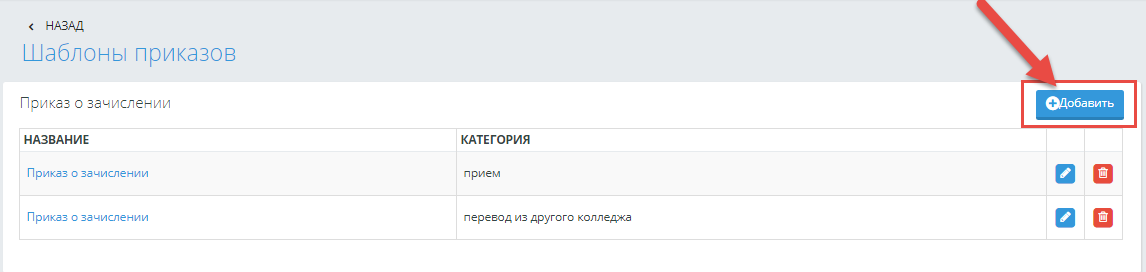 НАЗАД
Шаблоны приказов
Приказ о зачислении
Добавить
НАЗВАНИЕ КАТЕГОРИЯ
Приказ о зачислении прием
Приказ о зачислении перевод из другого колледжа